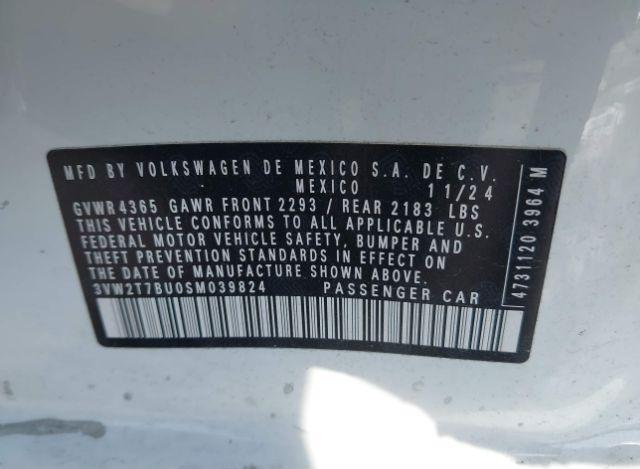 MFD BY VOLKSWAGEN DE MEXICO S.A. DE C.V.
MEXICO 11/24
GVWR 4365 GAWR FRONT 2293 / REAR 2183 LBS
THIS VEHICLE CONFORMS TO ALL APPLICABLE U.S.
FEDERAL MOTOR VEHICLE SAFETY, BUMPER AND
THEFT PREVENTION STANDARDS IN EFFECT ON
THE DATE OF MANUFACTURE SHOWN ABOVE.
3VW2T7BU0SM039824 PASSENGER CAR
4731120 3964 M